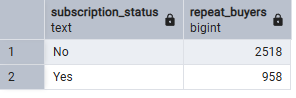 subscription_status text repeat_buyers bigint
1 No 2518
2 Yes 958